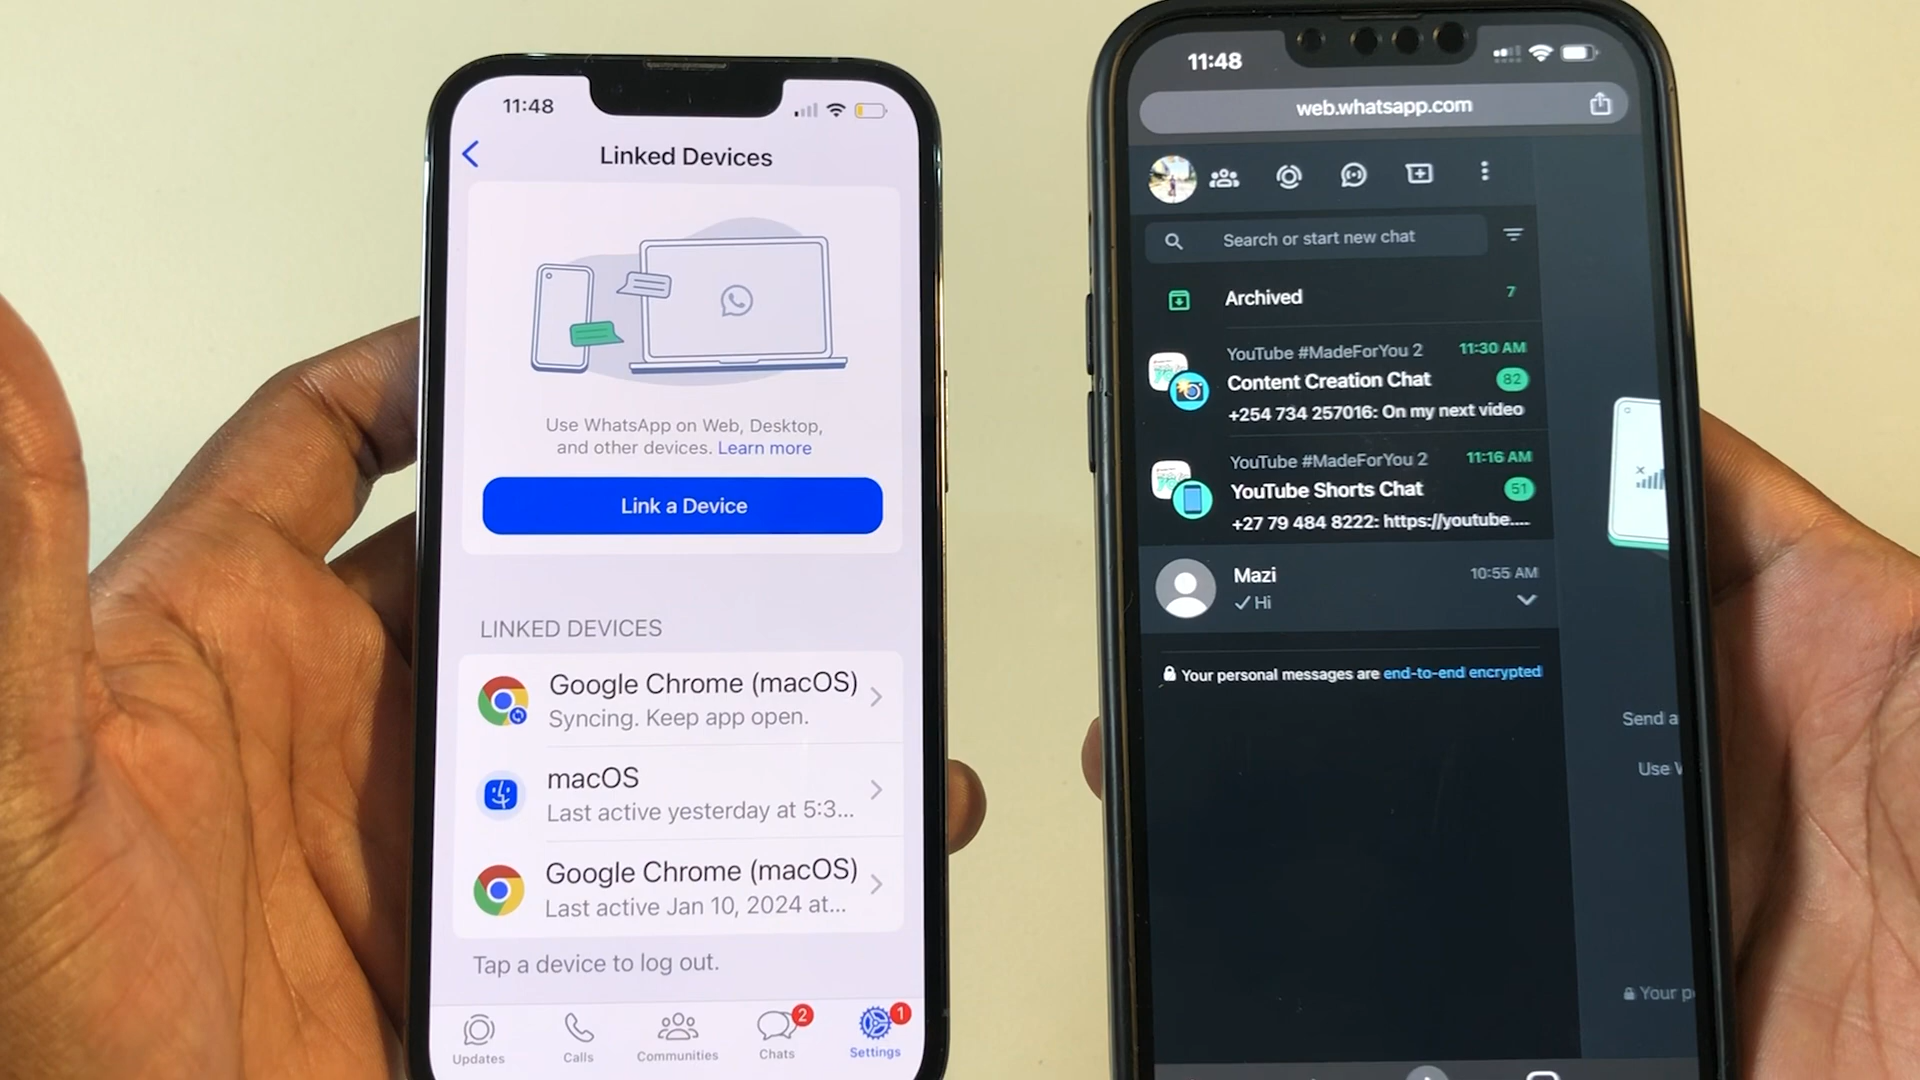 11:48
Linked Devices
Use WhatsApp on Web, Desktop,
and other devices. Learn more
Link a Device
LINKED DEVICES
Google Chrome (macOS)
Syncing. Keep app open.
macOS
Last active yesterday at 5:3...
Google Chrome (macOS)
Last active Jan 10, 2024 at...
Tap a device to log out.
2
1
Updates
Calls
Communities
Chats
Settings
11:48
web.whatsapp.com
Search or start new chat
Archived
7
YouTube #MadeForYou 2
11:30 AM
Content Creation Chat
82
+254 734 257016: On my next video
YouTube #MadeForYou 2
11:16 AM
YouTube Shorts Chat
51
+27 79 484 8222: https://youtube....
Mazi
10:55 AM
Hi
Your personal messages are end-to-end encrypted
Send a
Use
Your